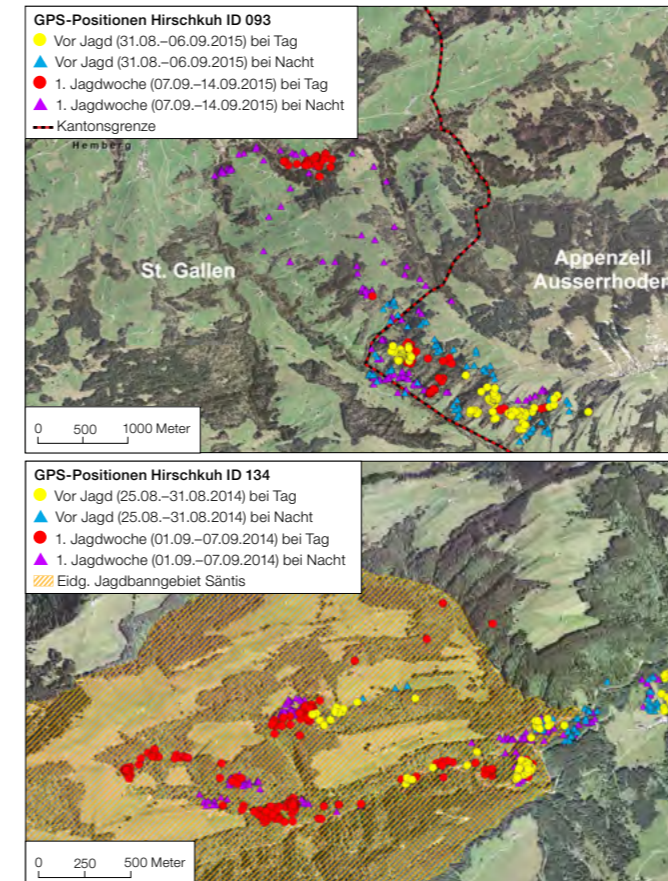 GPS-Positionen Hirschkuh ID 093
Vor Jagd (31.08.–06.09.2015) bei Tag
Vor Jagd (31.08.–06.09.2015) bei Nacht
1. Jagdwoche (07.09.–14.09.2015) bei Tag
1. Jagdwoche (07.09.–14.09.2015) bei Nacht
Kantonsgrenze
Hemberg
St. Gallen
Appenzell
Ausserrhoden
0 500 1000 Meter
GPS-Positionen Hirschkuh ID 134
Vor Jagd (25.08.–31.08.2014) bei Tag
Vor Jagd (25.08.–31.08.2014) bei Nacht
1. Jagdwoche (01.09.–07.09.2014) bei Tag
1. Jagdwoche (01.09.–07.09.2014) bei Nacht
Eidg. Jagdbanngebiet Säntis
0 250 500 Meter